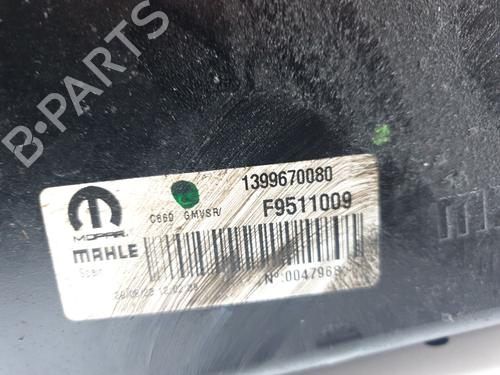 B-PARTS
1399670080
C660 GMVSR/
F9511009
MOPAR
MAHLE
N°:0047968